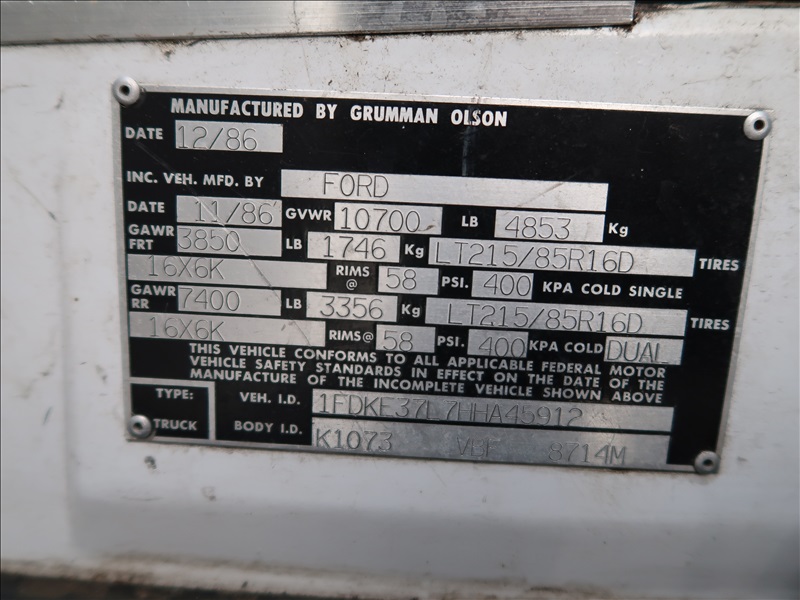 MANUFACTURED BY GRUMMAN OLSON
DATE 12/86
INC. VEH. MFD. BY FORD
DATE 11/86 GVWR 10700 LB 4853 Kg
GAWR FRT 3850 LB 1746 Kg LT215/85R16D TIRES
16X6K RIMS @ 58 PSI. 400 KPA COLD SINGLE
GAWR RR 7400 LB 3356 Kg LT215/85R16D TIRES
16X6K RIMS @ 58 PSI. 400 KPA COLD DUAL
THIS VEHICLE CONFORMS TO ALL APPLICABLE FEDERAL MOTOR
VEHICLE SAFETY STANDARDS IN EFFECT ON THE DATE OF THE
MANUFACTURE OF THE INCOMPLETE VEHICLE SHOWN ABOVE
TYPE: TRUCK
VEH. I.D. 1FDKE37L7HHA45912
BODY I.D. K1073 8714M